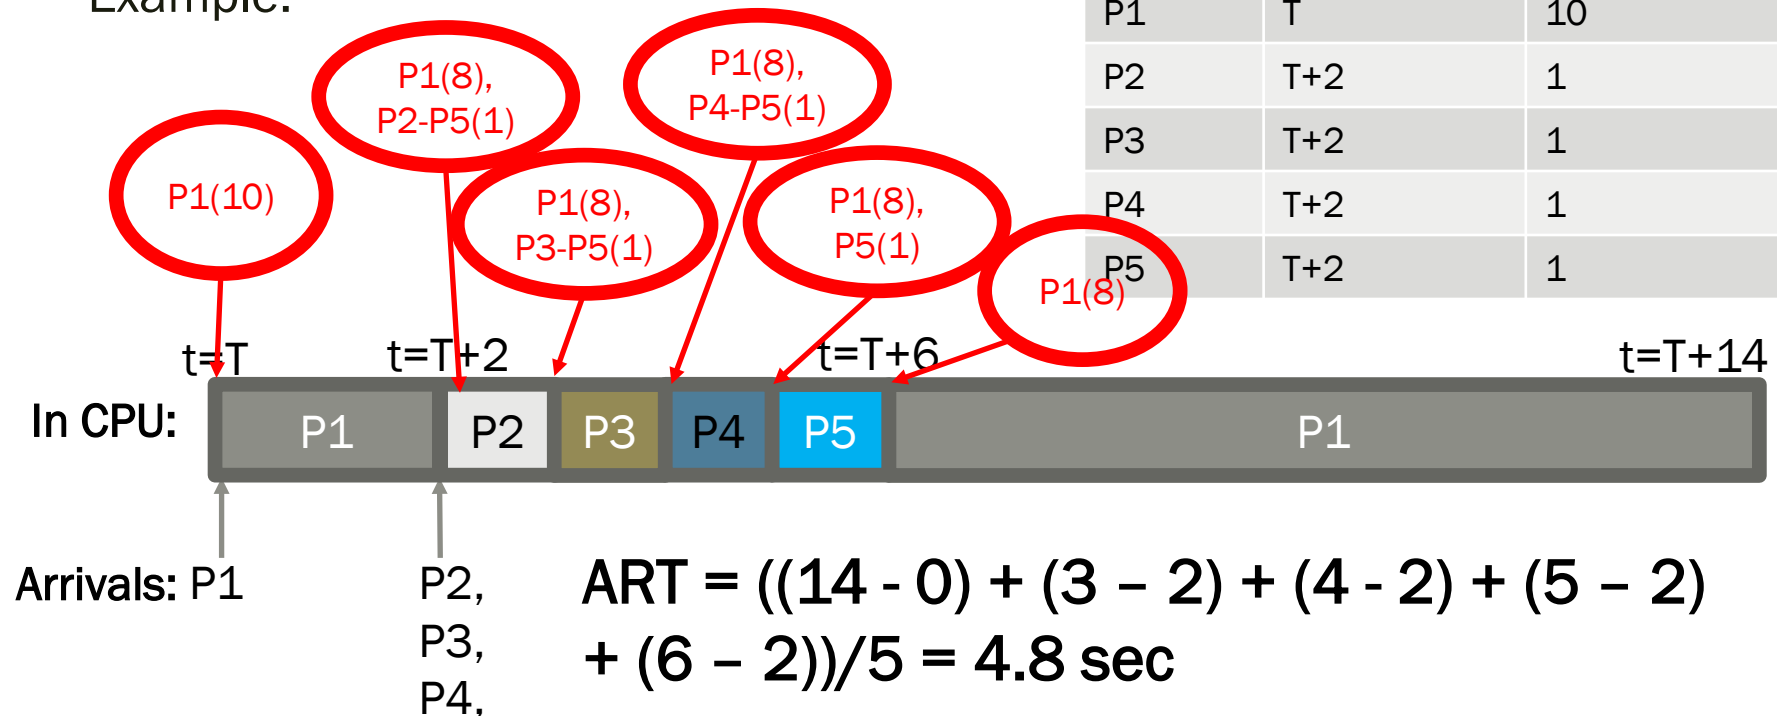 Example:
P1 T 10
P2 T+2 1
P3 T+2 1
P4 T+2 1
P5 T+2 1
P1(10)
P1(8),
P2-P5(1)
P1(8),
P3-P5(1)
P1(8),
P4-P5(1)
P1(8),
P5(1)
P1(8)
t=T t=T+2 t=T+6 t=T+14
In CPU: P1 P2 P3 P4 P5 P1
Arrivals: P1 P2,
P3,
P4,
ART = ((14 - 0) + (3 – 2) + (4 - 2) + (5 – 2)
+ (6 – 2))/5 = 4.8 sec